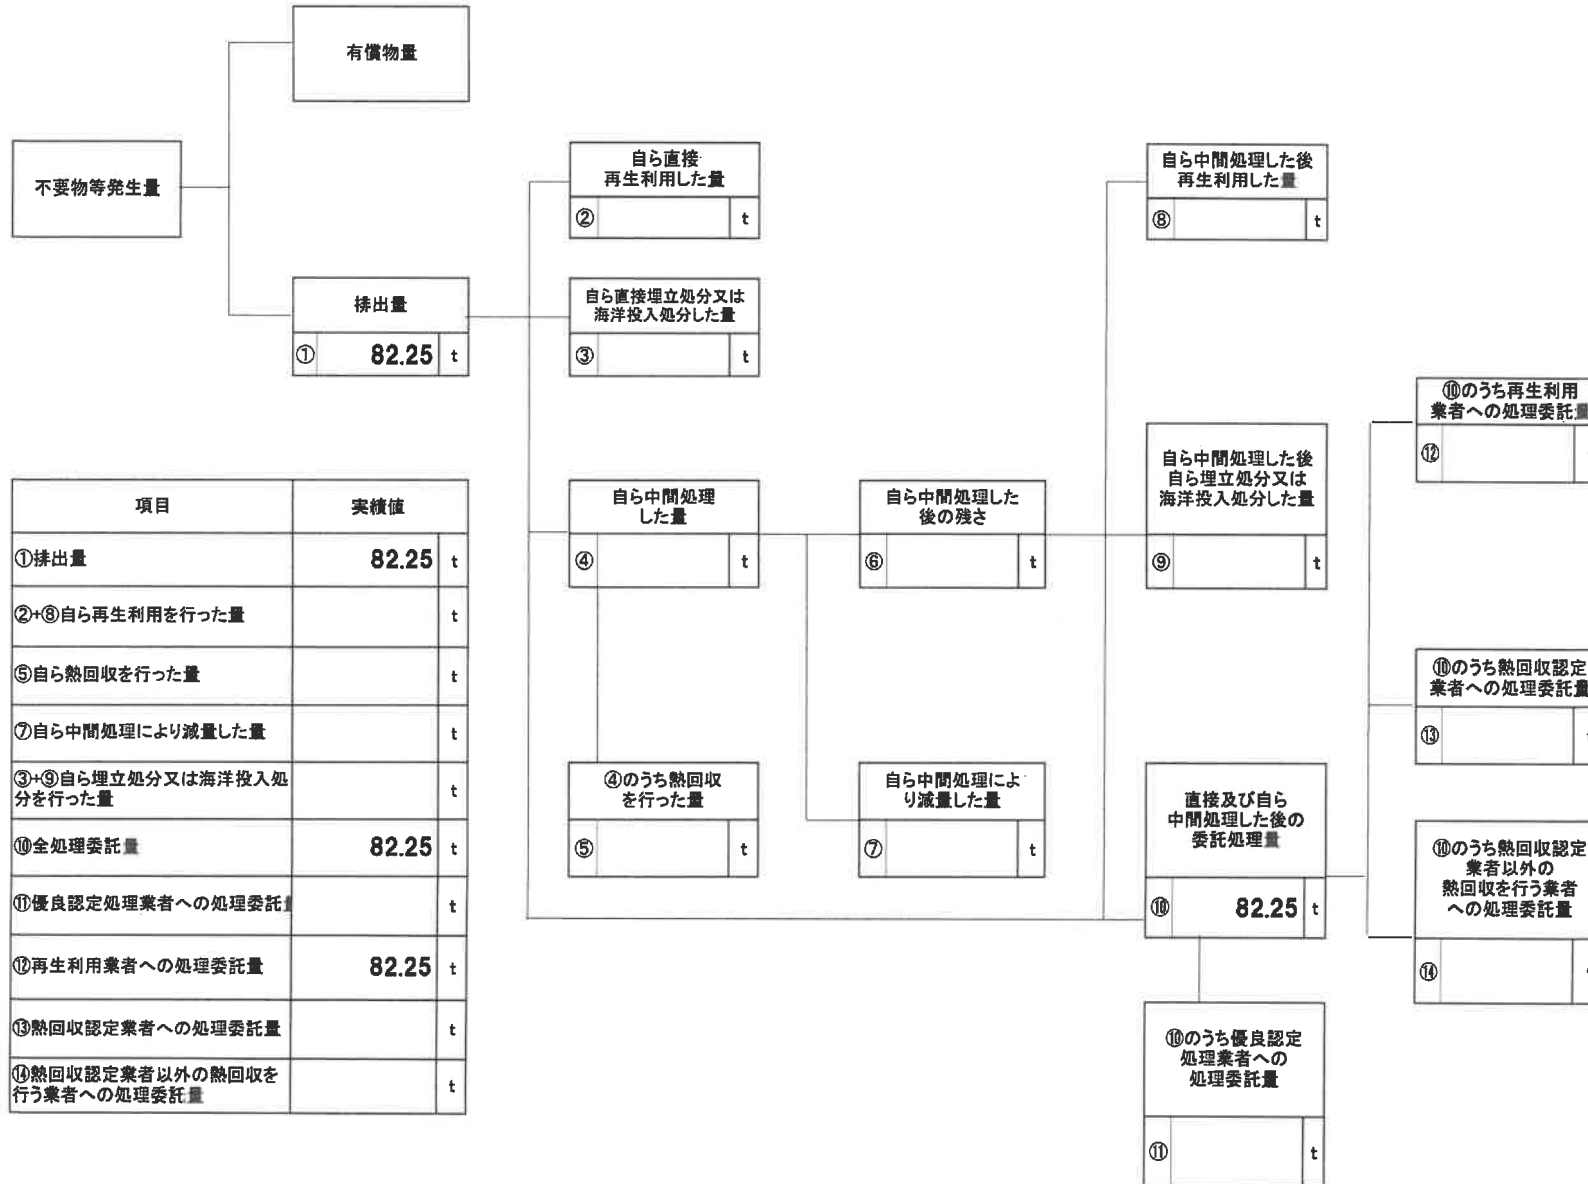 有償物量
不要物等発生量
排出量
① 82.25 t
自ら直接
再生利用した量
② t
自ら直接埋立処分又は
海洋投入処分した量
③ t
自ら中間処理
した量
④ t
④のうち熱回収
を行った量
⑤ t
自ら中間処理した
後の残さ
⑥ t
自ら中間処理によ
り減量した量
⑦ t
自ら中間処理した後
再生利用した量
⑧ t
自ら中間処理した後
自ら埋立処分又は
海洋投入処分した量
⑨ t
直接及び自ら
中間処理した後の
委託処理量
⑩ 82.25 t
⑩のうち優良認定
処理業者への
処理委託量
⑪ t
⑩のうち再生利用
業者への処理委託量
⑫
⑩のうち熱回収認定
業者への処理委託量
⑬
⑩のうち熱回収認定
業者以外の
熱回収を行う業者
への処理委託量
⑭
項目 実績値
①排出量 82.25 t
②+⑧自ら再生利用を行った量 t
⑤自ら熱回収を行った量 t
⑦自ら中間処理により減量した量 t
③+⑨自ら埋立処分又は海洋投入処
分を行った量 t
⑩全処理委託量 82.25 t
⑪優良認定処理業者への処理委託量 t
⑫再生利用業者への処理委託量 82.25 t
⑬熱回収認定業者への処理委託量 t
⑭熱回収認定業者以外の熱回収を
行う業者への処理委託量 t